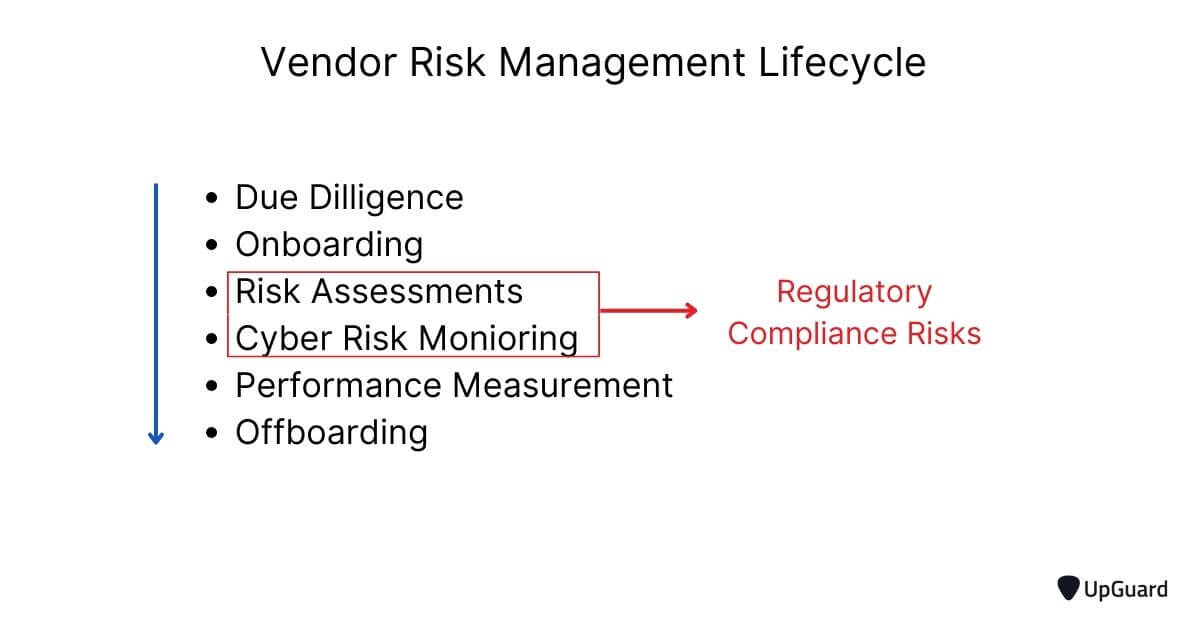 Vendor Risk Management Lifecycle
• Due Dilligence
• Onboarding
• Risk Assessments
• Cyber Risk Monioring
• Performance Measurement
• Offboarding
Regulatory
Compliance Risks
UpGuard